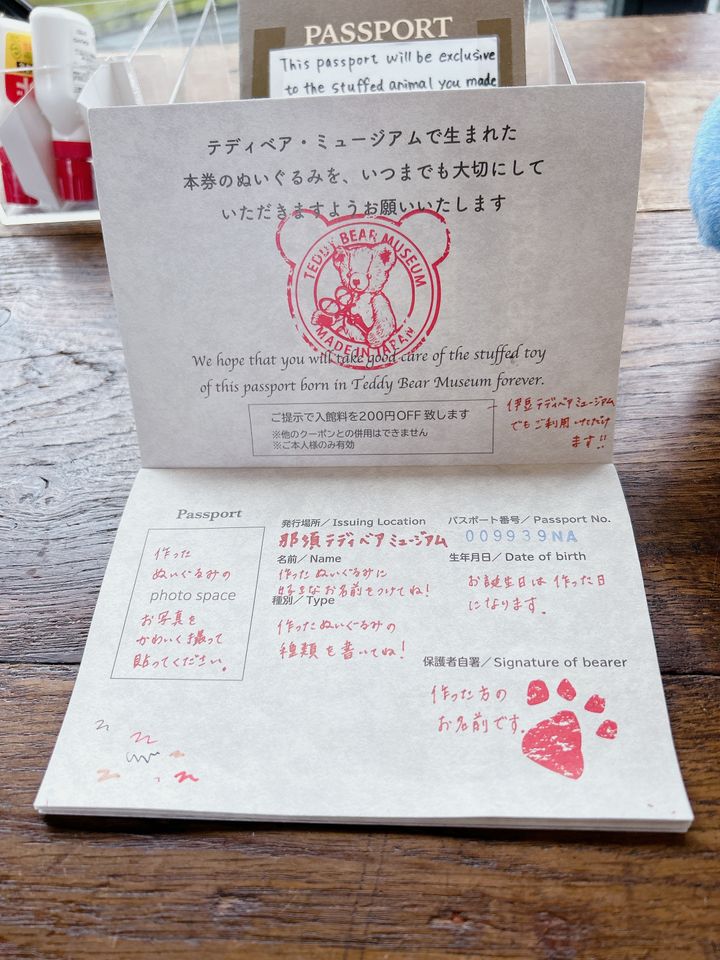 PASSPORT
This passport will be exclusive
to the stuffed animal you made
テディベア・ミュージアムで生まれた
本券のぬいぐるみを、いつまでも大切にして
いただきますようお願いいたします
TEDDY BEAR MUSEUM
MADE IN JAPAN
We hope that you will take good care of the stuffed toy
of this passport born in Teddy Bear Museum forever.
ご提示で入館料を200円OFF致します
※他のクーポンとの併用はできません
※ご本人様のみ有効
伊豆テディベアミュージアム
でもご利用いただけ
ます!!
Passport
作った
ぬいぐるみの
photo space
お写真を
かわいく撮って
貼ってください。
発行場所/Issuing Location
那須テディベアミュージアム
名前/Name
作ったぬいぐるみに
好きなお名前をつけてね!
種別/Type
作ったぬいぐるみの
種類を書いてね!
パスポート番号/Passport No.
009939NA
生年月日/Date of birth
お誕生日は作った日
になります.
保護者自署/Signature of bearer
作った方の
お名前です.